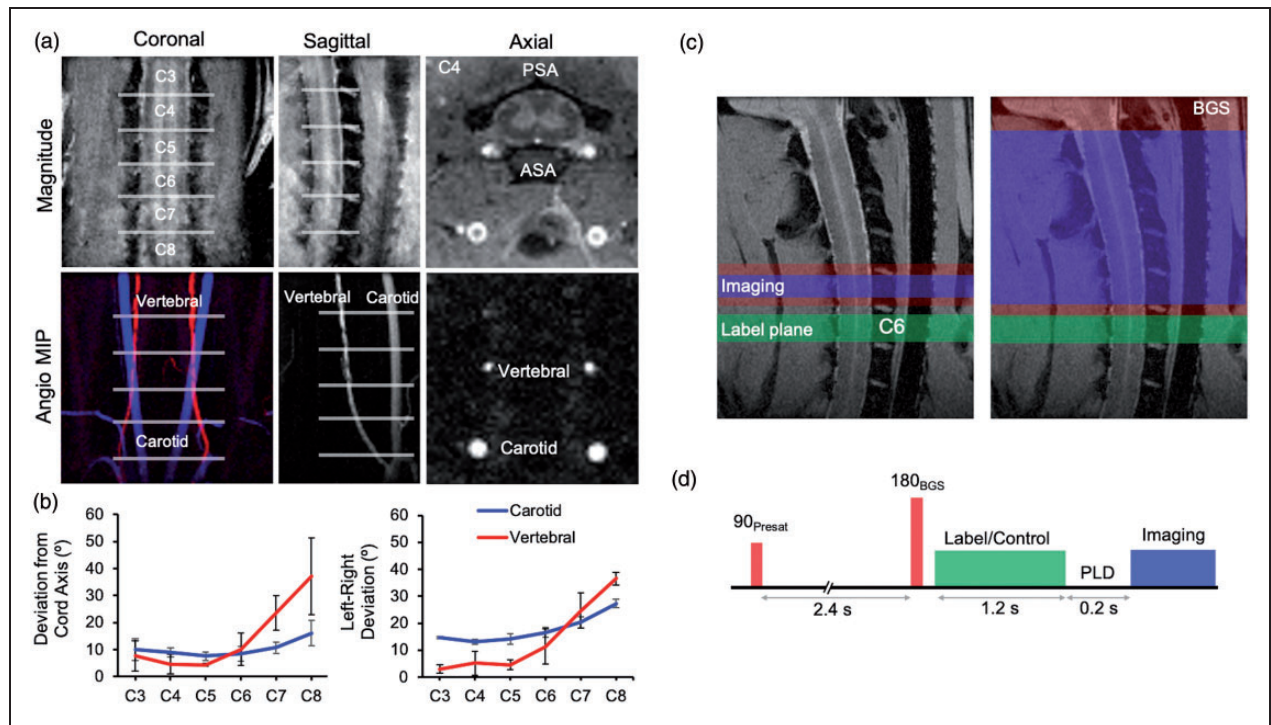 (a)
Coronal
Sagittal
Axial
Magnitude
C3
C4
C5
C6
C7
C8
C4
PSA
ASA
Angio MIP
Vertebral
Carotid
Vertebral
Carotid
Vertebral
Carotid
(b)
Deviation from
Cord Axis (º)
60
50
40
30
20
10
0
C3 C4 C5 C6 C7 C8
Left-Right
Deviation (º)
60
50
40
30
20
10
0
C3 C4 C5 C6 C7 C8
Carotid
Vertebral
(c)
Imaging
Label plane
C6
BGS
(d)
90Presat
180BGS
Label/Control
PLD
Imaging
2.4 s
1.2 s
0.2 s